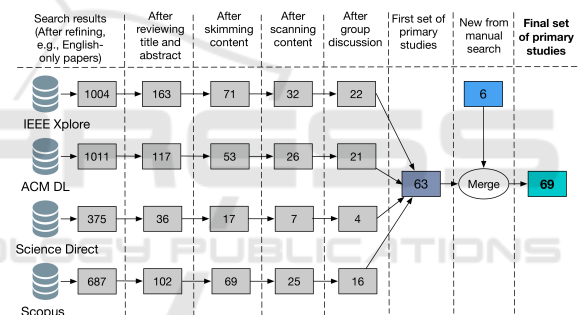 Search results
(After refining,
e.g., English-
only papers)
After
reviewing
title and
abstract
After
skimming
content
After
scanning
content
After
group
discussion
First set of
primary
studies
New from
manual
search
Final set
of primary
studies
1004
163
71
32
22
6
IEEE Xplore
1011
117
53
26
21
ACM DL
63
Merge
69
375
36
17
7
4
Science Direct
687
102
69
25
16
Scopus
PRESS
OLOGY PUBLICATIONS